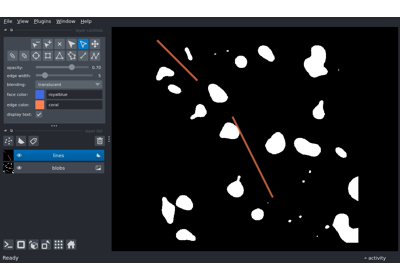 File View Plugins Window Help
opacity: 0.70
edge width: 5
blending: translucent
face color: royalblue
edge color: coral
display text:
lines
blobs
Ready
activity